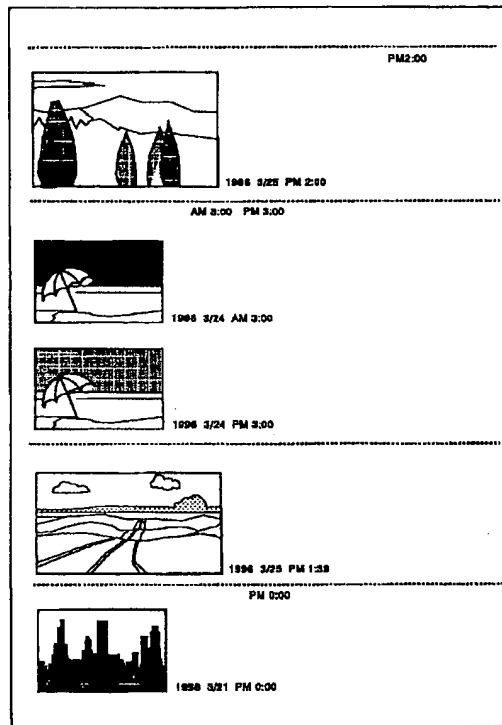 PM2:00
1996 3/25 PM 2:00
AM 3:00 PM 3:00
1996 3/24 AM 3:00
1996 3/24 PM 3:00
1996 3/25 PM 1:39
PM 0:00
1996 3/21 PM 0:00